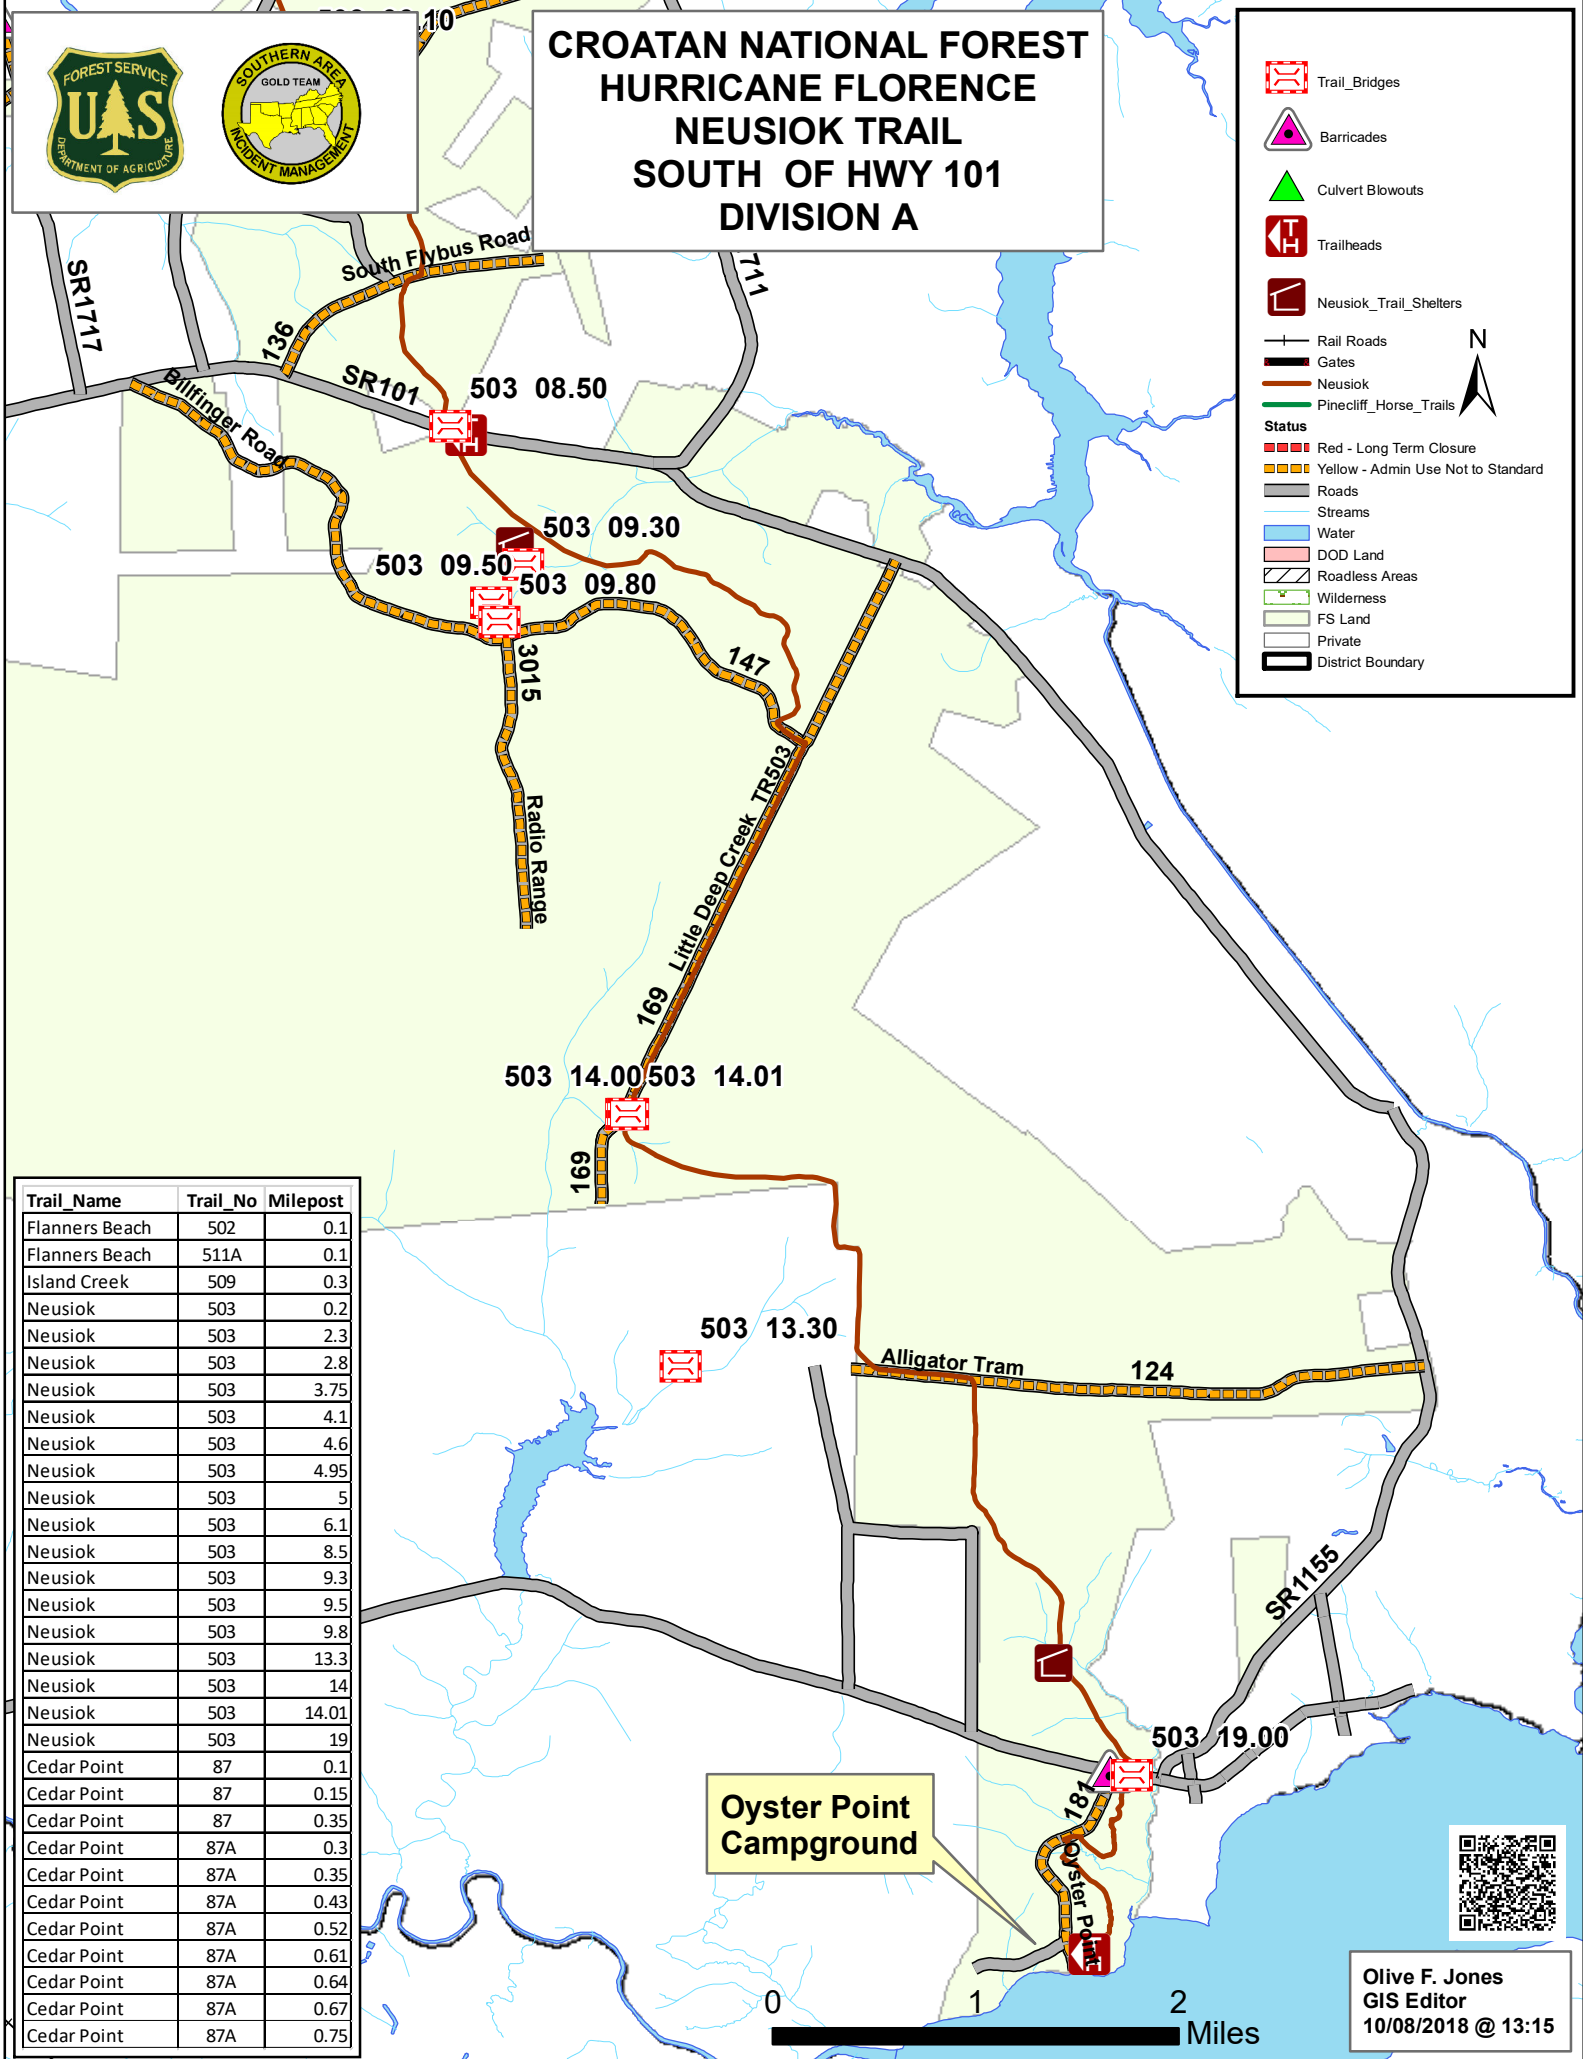 FOREST SERVICE
U S
DEPARTMENT OF AGRICULTURE
SOUTHERN AREA
GOLD TEAM
INCIDENT MANAGEMENT
CROATAN NATIONAL FOREST
HURRICANE FLORENCE
NEUSIOK TRAIL
SOUTH OF HWY 101
DIVISION A
Trail_Bridges
Barricades
Culvert Blowouts
Trailheads
Neusiok_Trail_Shelters
Rail Roads
Gates
Neusiok
Pinecliff_Horse_Trails
N
Status
Red - Long Term Closure
Yellow - Admin Use Not to Standard
Roads
Streams
Water
DOD Land
Roadless Areas
Wilderness
FS Land
Private
District Boundary
SR1717
South Flybus Road
136
Billfinger Road
SR101
503 08.50
503 09.30
503 09.50
503 09.80
3015
147
Radio Range
Little Deep Creek TR503
169
503 14.00
503 14.01
169
503 13.30
Alligator Tram
124
SR1155
503 19.00
181
Oyster Point
Oyster Point
Campground
Trail_Name Trail_No Milepost
Flanners Beach 502 0.1
Flanners Beach 511A 0.1
Island Creek 509 0.3
Neusiok 503 0.2
Neusiok 503 2.3
Neusiok 503 2.8
Neusiok 503 3.75
Neusiok 503 4.1
Neusiok 503 4.6
Neusiok 503 4.95
Neusiok 503 5
Neusiok 503 6.1
Neusiok 503 8.5
Neusiok 503 9.3
Neusiok 503 9.5
Neusiok 503 9.8
Neusiok 503 13.3
Neusiok 503 14
Neusiok 503 14.01
Neusiok 503 19
Cedar Point 87 0.1
Cedar Point 87 0.15
Cedar Point 87 0.35
Cedar Point 87A 0.3
Cedar Point 87A 0.35
Cedar Point 87A 0.43
Cedar Point 87A 0.52
Cedar Point 87A 0.61
Cedar Point 87A 0.64
Cedar Point 87A 0.67
Cedar Point 87A 0.75
0 1 2
Miles
Olive F. Jones
GIS Editor
10/08/2018 @ 13:15